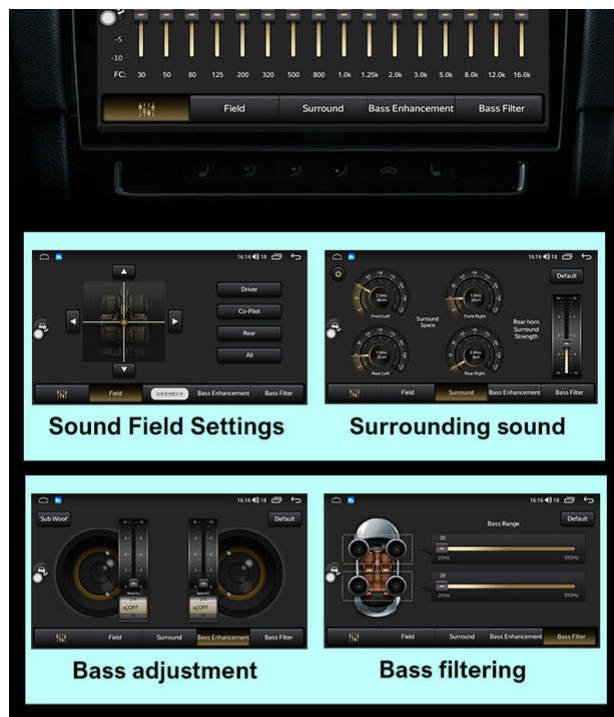 -5
-10
FC: 30 50 80 125 200 320 500 800 1.0k 1.25k 2.0k 3.0k 5.0k 8.0k 12.0k 16.0k
Field Surround Bass Enhancement Bass Filter
16:14 18
Driver
Co-Pilot
Rear
All
Field Bass Enhancement Bass Filter
Sound Field Settings
16:16 18
Default
Front Left
Surround
Space
Front Right
Rear horn
Surround
Strength
Rear Left
Rear Right
Field Surround Bass Enhancement Bass Filter
Surrounding sound
16:16 18
Sub Woof
Default
OFF
OFF
Field Surround Bass Enhancement Bass Filter
Bass adjustment
16:16 18
Bass Range
Default
20
20Hz 250Hz
20
20Hz 250Hz
Field Surround Bass Enhancement Bass Filter
Bass filtering